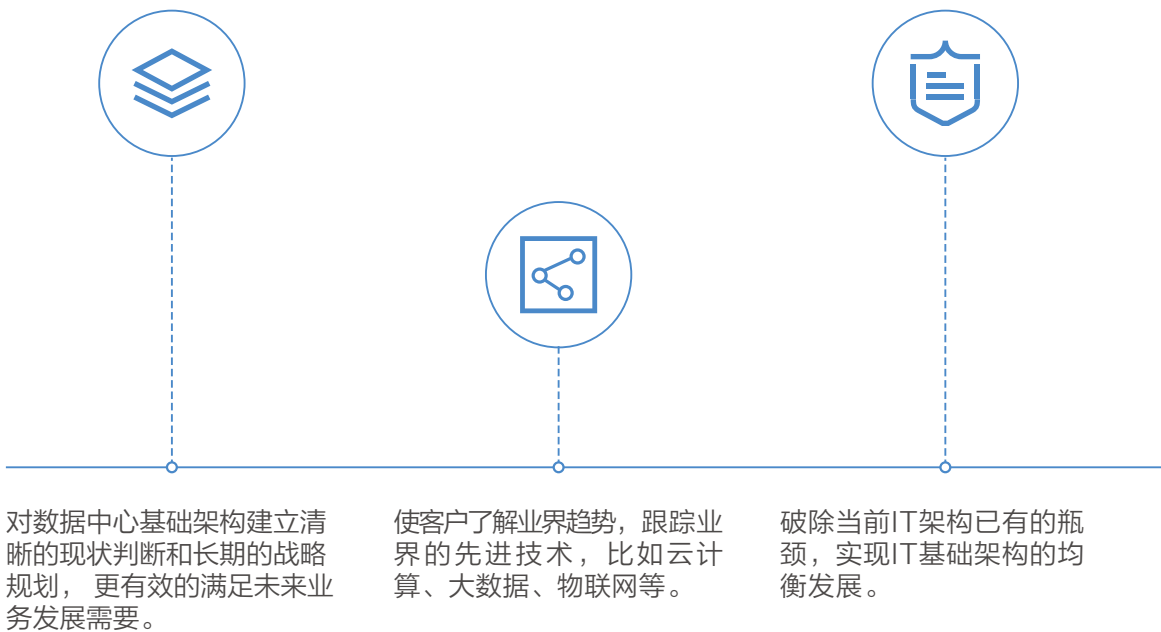 对数据中心基础架构建立清
晰的现状判断和长期的战略
规划， 更有效的满足未来业
务发展需要。
使客户了解业界趋势，跟踪业
界的先进技术，比如云计
算、大数据、物联网等。
破除当前IT架构已有的瓶
颈，实现IT基础架构的均
衡发展。